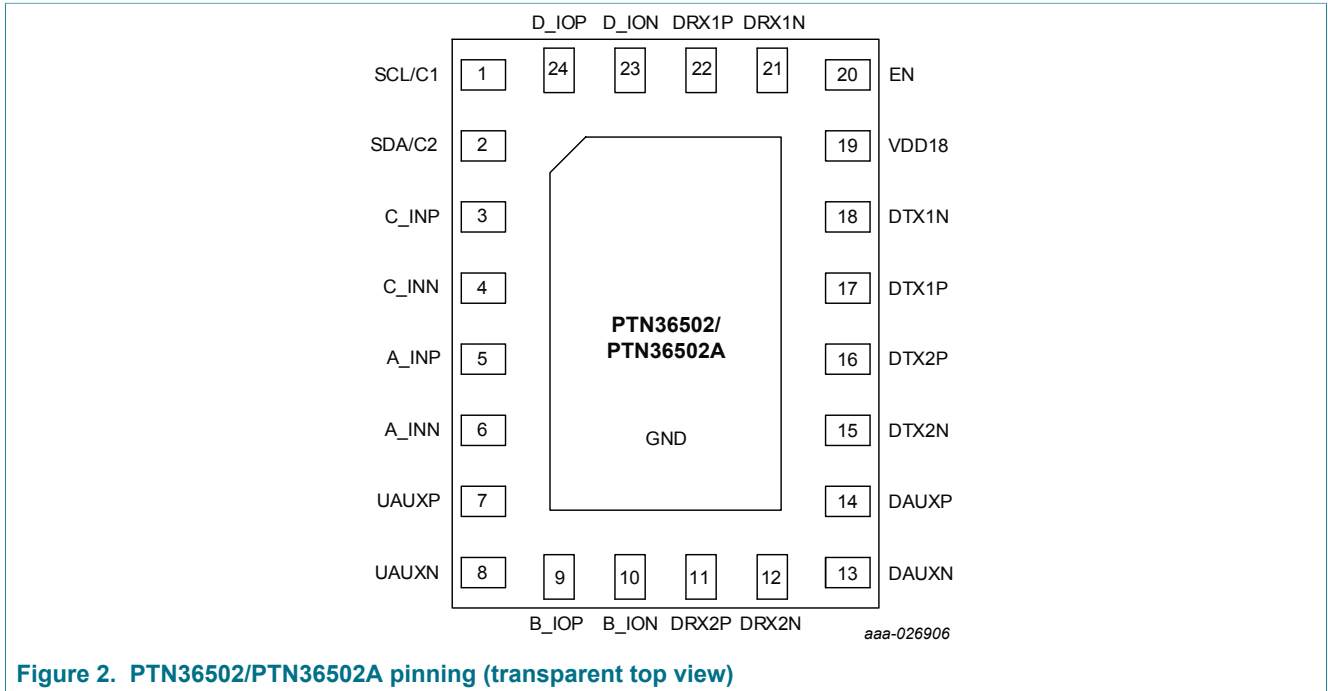 D_IOP D_ION DRX1P DRX1N
SCL/C1 1 24 23 22 21 20 EN
SDA/C2 2 19 VDD18
C_INP 3 18 DTX1N
C_INN 4 17 DTX1P
PTN36502/
PTN36502A
A_INP 5 16 DTX2P
A_INN 6 GND 15 DTX2N
UAUXP 7 14 DAUXP
UAUXN 8 9 10 11 12 13 DAUXN
B_IOP B_ION DRX2P DRX2N
aaa-026906
Figure 2. PTN36502/PTN36502A pinning (transparent top view)